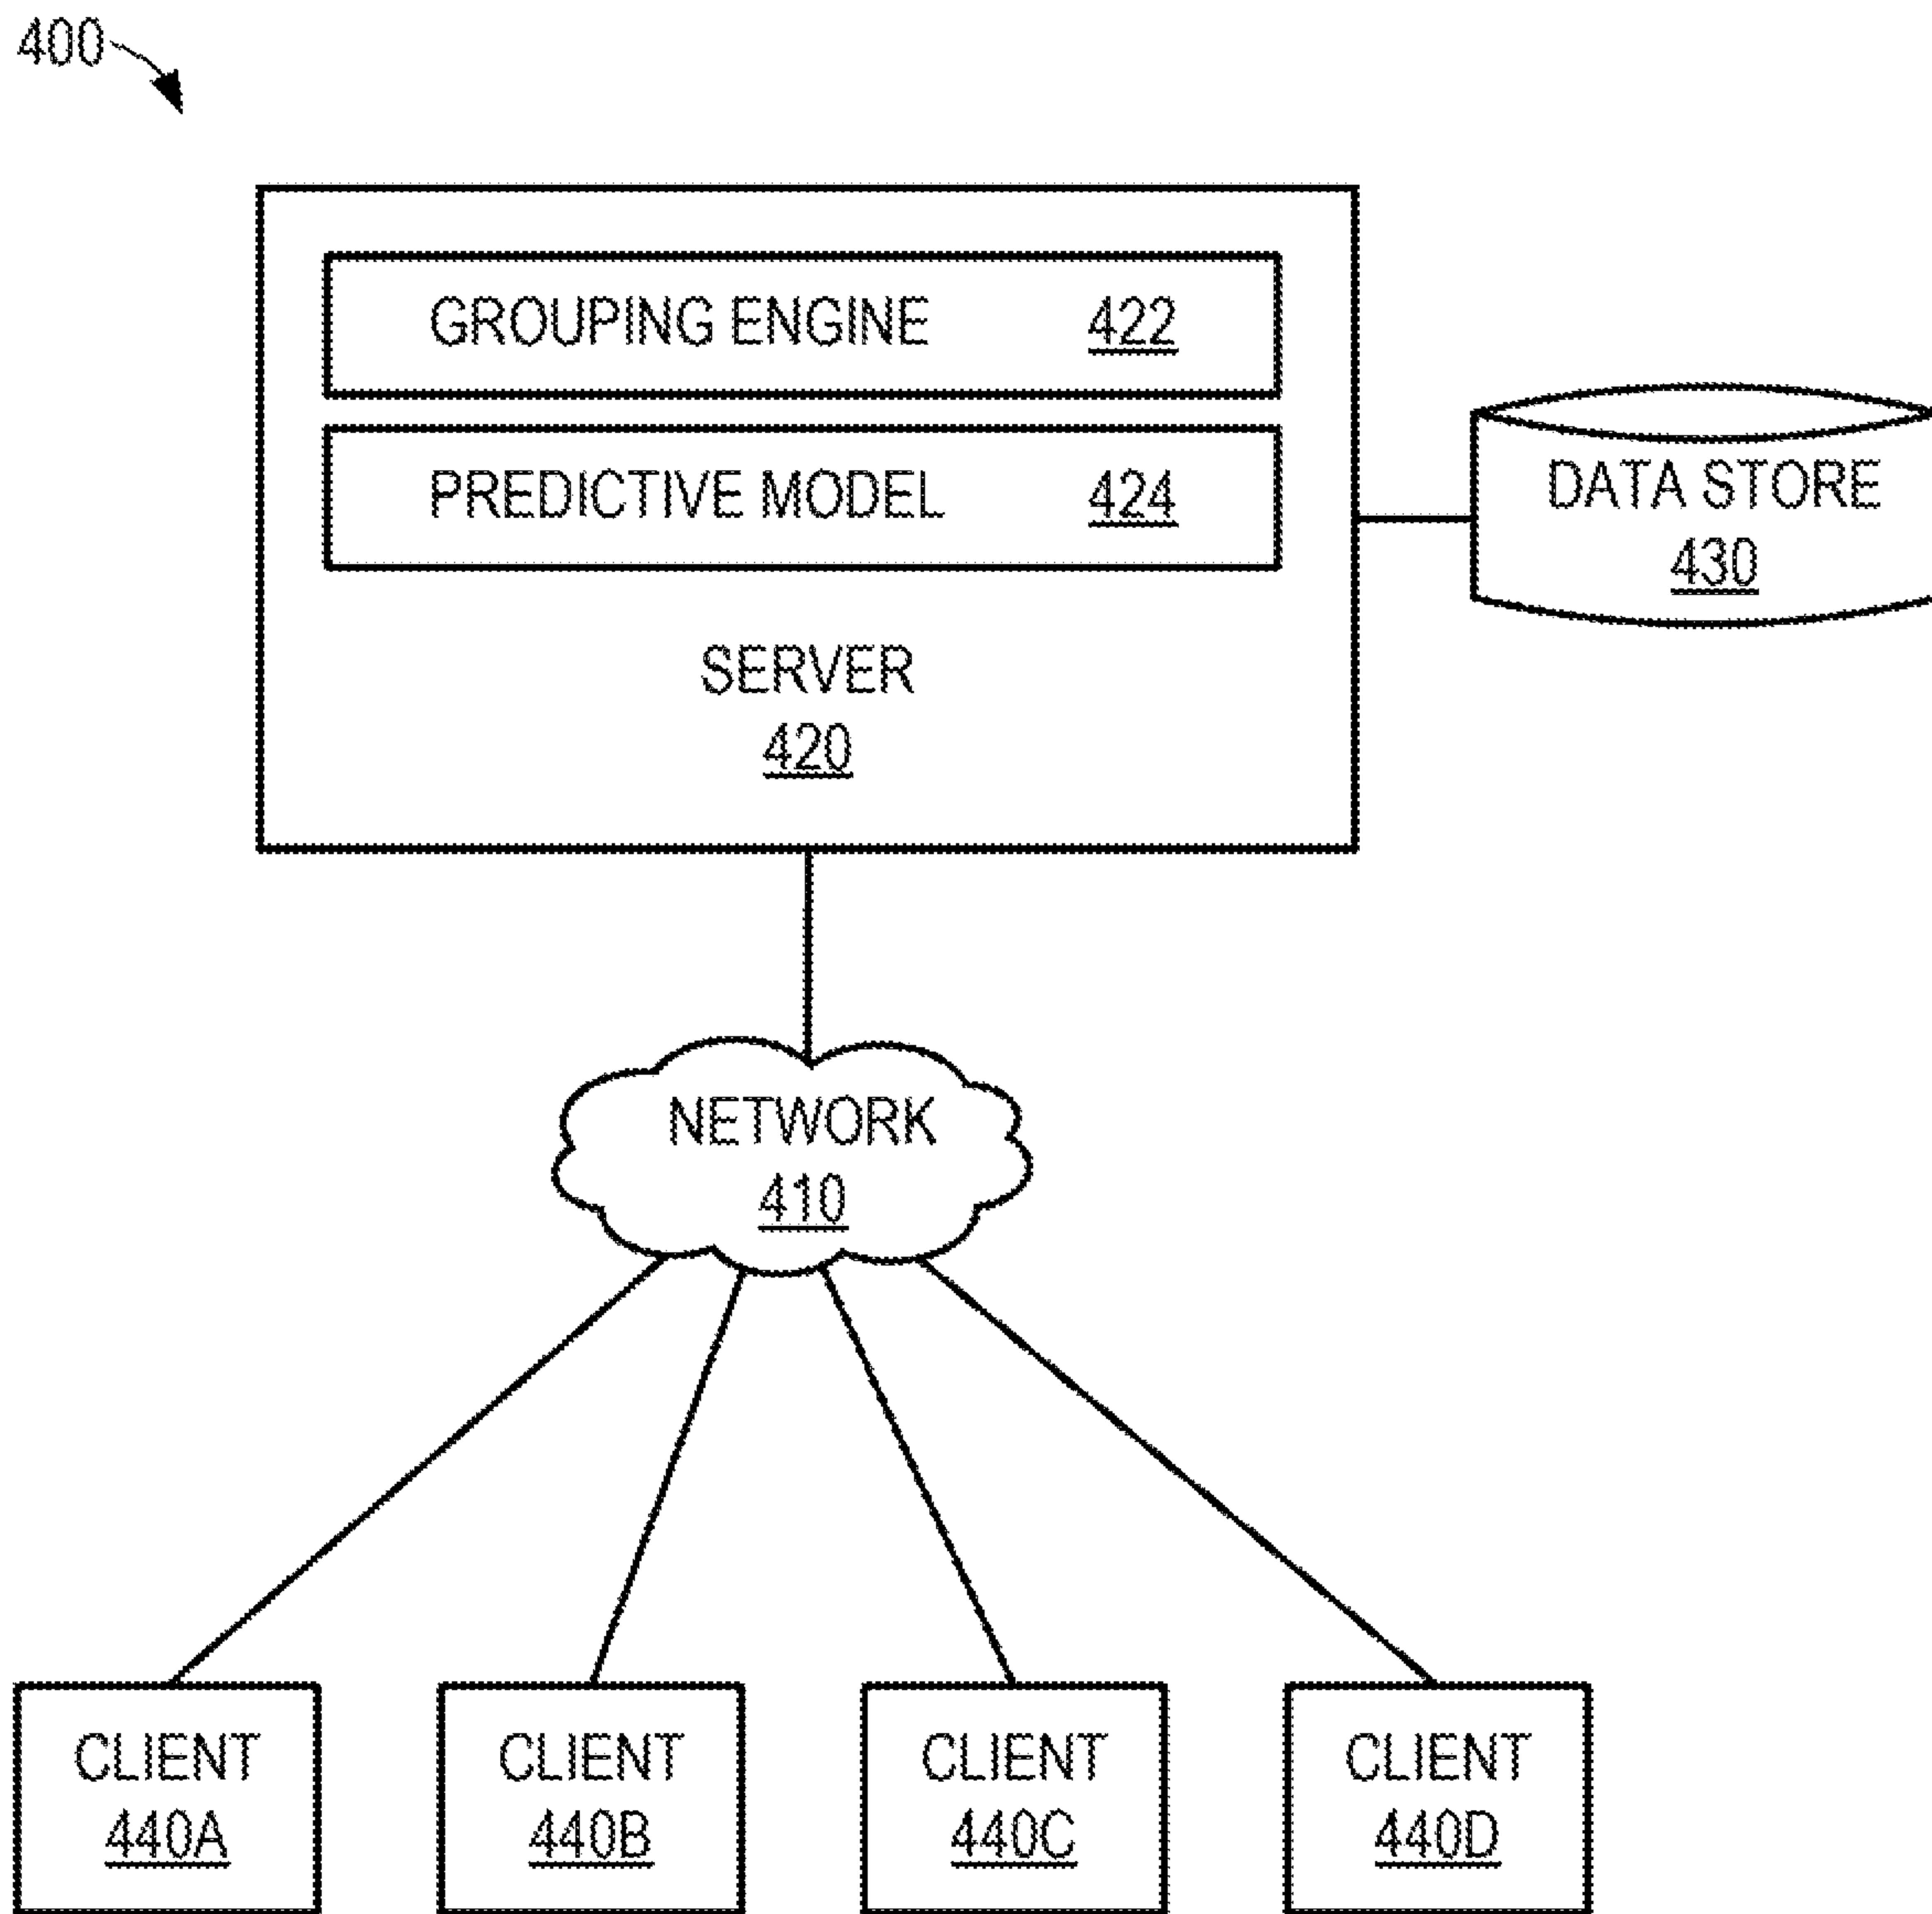 400
GROUPING ENGINE 422
PREDICTIVE MODEL 424
SERVER
420
DATA STORE
430
NETWORK
410
CLIENT
440A
CLIENT
440B
CLIENT
440C
CLIENT
440D